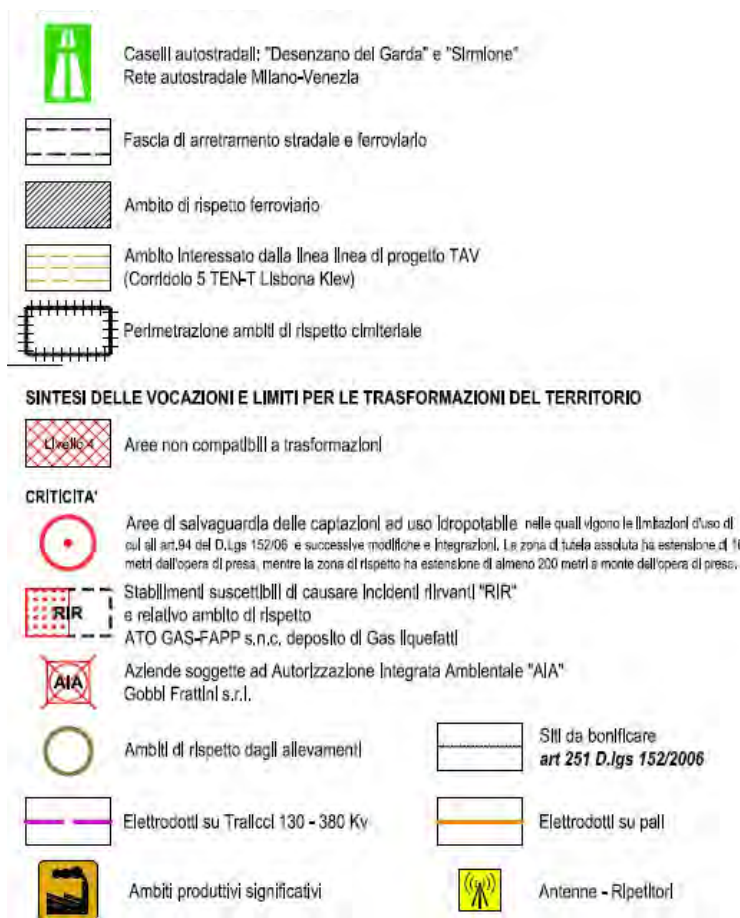 Caselli autostradali: "Desenzano del Garda" e "Sirmione"
Rete autostradale Milano-Venezia
Fascia di arretramento stradale e ferroviario
Ambito di rispetto ferroviario
Ambito interessato dalla linea linea di progetto TAV
(Corridoio 5 TEN-T Lisbona Kiev)
Perimetrazione ambiti di rispetto cimiteriale
SINTESI DELLE VOCAZIONI E LIMITI PER LE TRASFORMAZIONI DEL TERRITORIO
Livello 4
Aree non compatibili a trasformazioni
CRITICITA'
Aree di salvaguardia delle captazioni ad uso idropotabile nelle quali vigono le limitazioni d'uso di
cui all art.94 del D.Lgs 152/06 e successive modifiche e integrazioni. La zona di tutela assoluta ha estensione di
metri dall'opera di presa, mentre la zona di rispetto ha estensione di almeno 200 metri a monte dell'opera di presa.
RIR
Stabilimenti suscettibili di causare incidenti rilrvanti "RIR"
e relativo ambito di rispetto
ATO GAS-FAPP s.n.c. deposito di Gas liquefatti
AIA
Aziende soggette ad Autorizzazione Integrata Ambientale "AIA"
Gobbi Frattini s.r.l.
Ambiti di rispetto dagli allevamenti
Siti da bonificare
art 251 D.lgs 152/2006
Elettrodotti su Tralicci 130 - 380 Kv
Elettrodotti su pali
Ambiti produttivi significativi
Antenne - Ripetitori